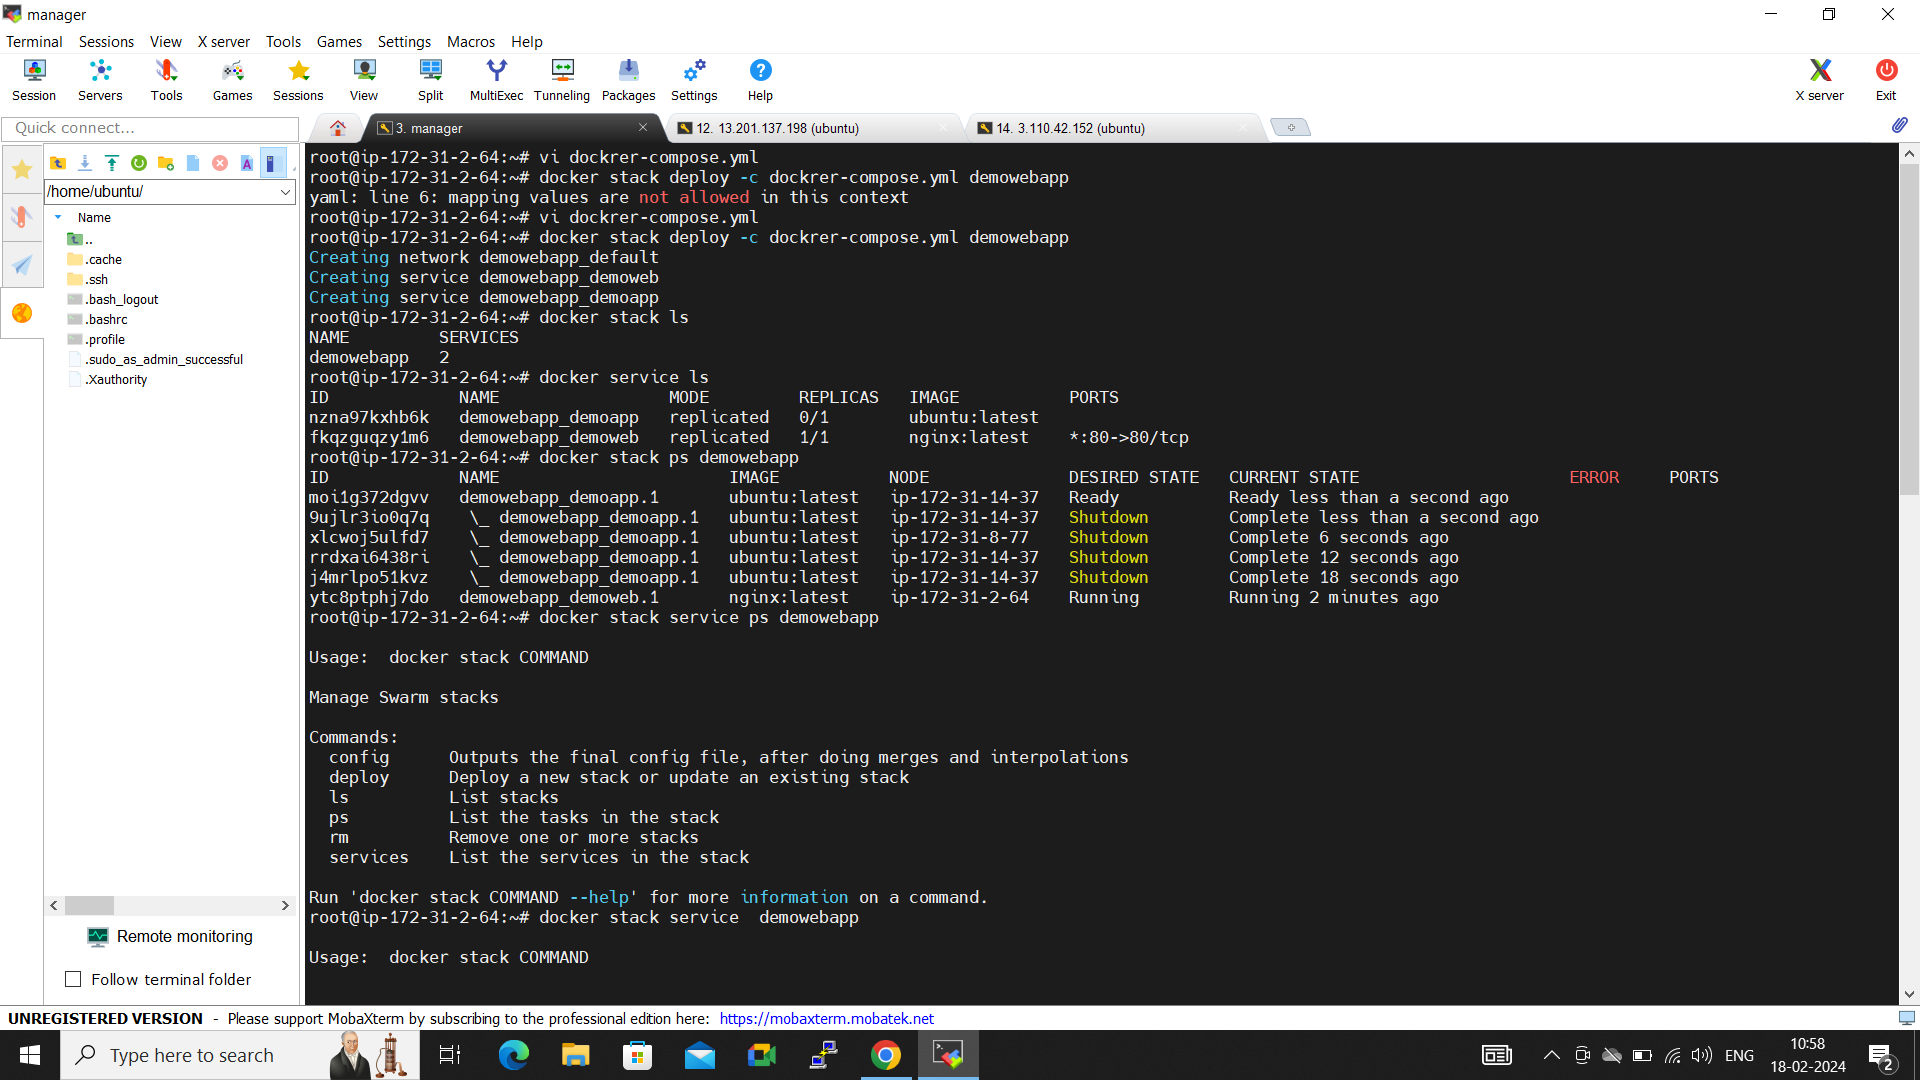 manager
Terminal Sessions View X server Tools Games Settings Macros Help
Session Servers Tools Games Sessions View Split MultiExec Tunneling Packages Settings Help X server Exit
Quick connect...
3. manager
12. 13.201.137.198 (ubuntu)
14. 3.110.42.152 (ubuntu)
/home/ubuntu/
Name
..
.cache
.ssh
.bash_logout
.bashrc
.profile
.sudo_as_admin_successful
.Xauthority
Remote monitoring
Follow terminal folder
root@ip-172-31-2-64:~# vi dockrer-compose.yml
root@ip-172-31-2-64:~# docker stack deploy -c dockrer-compose.yml demowebapp
yaml: line 6: mapping values are not allowed in this context
root@ip-172-31-2-64:~# vi dockrer-compose.yml
root@ip-172-31-2-64:~# docker stack deploy -c dockrer-compose.yml demowebapp
Creating network demowebapp_default
Creating service demowebapp_demoweb
Creating service demowebapp_demoapp
root@ip-172-31-2-64:~# docker stack ls
NAME SERVICES
demowebapp 2
root@ip-172-31-2-64:~# docker service ls
ID NAME MODE REPLICAS IMAGE PORTS
nzna97kxhb6k demowebapp_demoapp replicated 0/1 ubuntu:latest
fkqzguqzy1m6 demowebapp_demoweb replicated 1/1 nginx:latest *:80->80/tcp
root@ip-172-31-2-64:~# docker stack ps demowebapp
ID NAME IMAGE NODE DESIRED STATE CURRENT STATE ERROR PORTS
moi1g372dgvv demowebapp_demoapp.1 ubuntu:latest ip-172-31-14-37 Ready Ready less than a second ago
9ujlr3io0q7q \_ demowebapp_demoapp.1 ubuntu:latest ip-172-31-14-37 Shutdown Complete less than a second ago
xlcwoj5ulfd7 \_ demowebapp_demoapp.1 ubuntu:latest ip-172-31-8-77 Shutdown Complete 6 seconds ago
rrdxai6438ri \_ demowebapp_demoapp.1 ubuntu:latest ip-172-31-14-37 Shutdown Complete 12 seconds ago
j4mrlpo51kvz \_ demowebapp_demoapp.1 ubuntu:latest ip-172-31-14-37 Shutdown Complete 18 seconds ago
ytc8ptphj7do demowebapp_demoweb.1 nginx:latest ip-172-31-2-64 Running Running 2 minutes ago
root@ip-172-31-2-64:~# docker stack service ps demowebapp
Usage: docker stack COMMAND
Manage Swarm stacks
Commands:
config Outputs the final config file, after doing merges and interpolations
deploy Deploy a new stack or update an existing stack
ls List stacks
ps List the tasks in the stack
rm Remove one or more stacks
services List the services in the stack
Run 'docker stack COMMAND --help' for more information on a command.
root@ip-172-31-2-64:~# docker stack service demowebapp
Usage: docker stack COMMAND
UNREGISTERED VERSION - Please support MobaXterm by subscribing to the professional edition here: https://mobaxterm.mobatek.net
Type here to search
ENG
10:58
18-02-2024
2